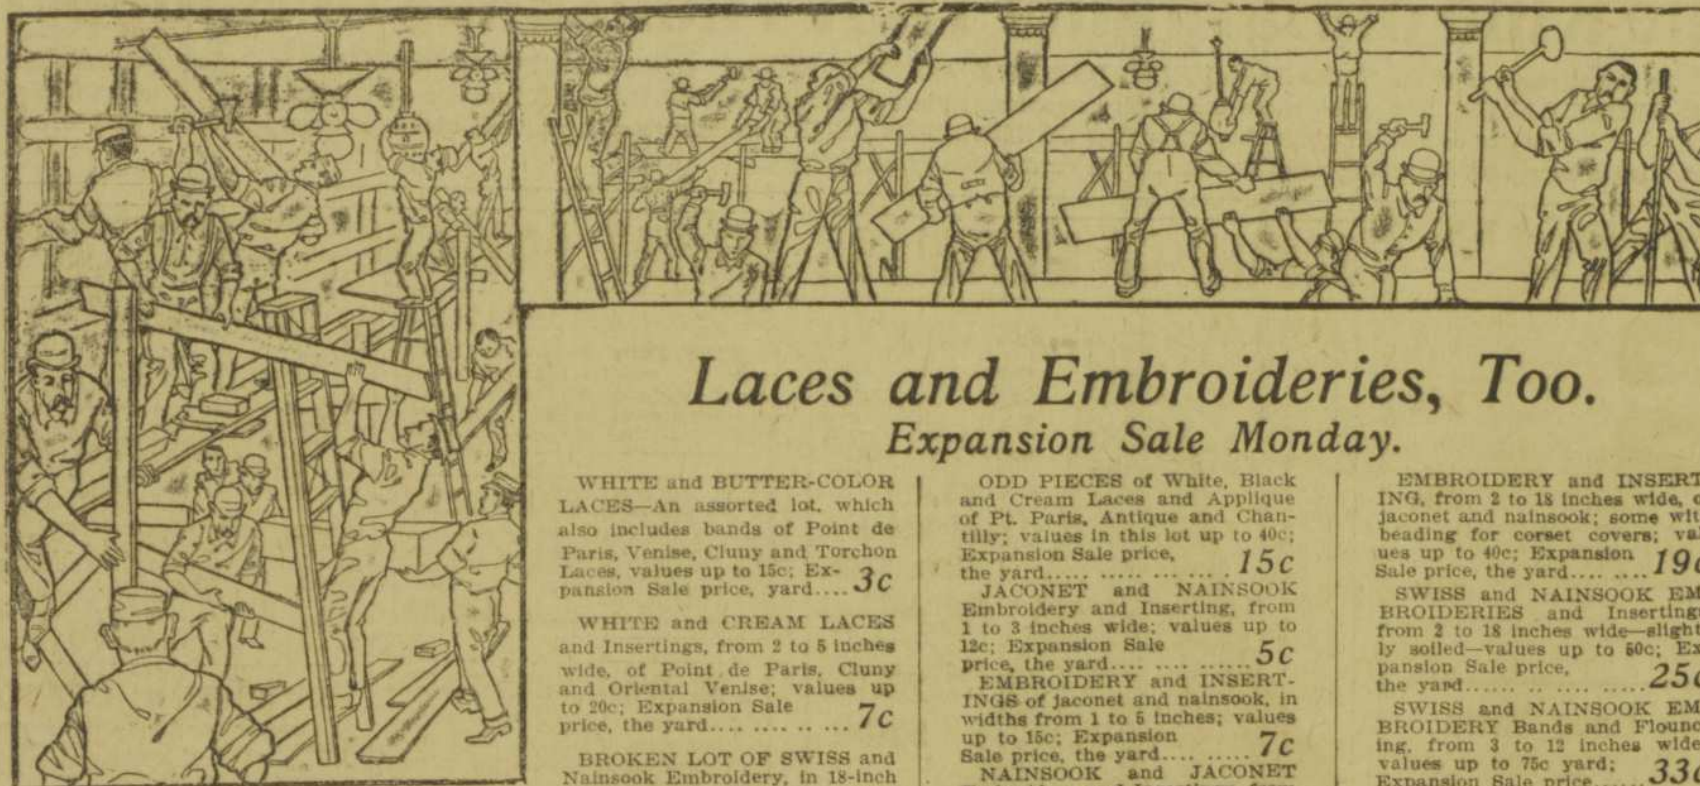 Laces and Embroideries, Too.
Expansion Sale Monday.
WHITE and BUTTER-COLOR
LACES—An assorted lot, which
also includes bands of Point de
Paris, Venise, Cluny and Torchon
Laces, values up to 15c; Ex-
pansion Sale price, yard.... 3c
WHITE and CREAM LACES
and Insertings, from 2 to 5 inches
wide, of Point de Paris, Cluny
and Oriental Venise; values up
to 20c; Expansion Sale
price, the yard.... .... .. ... 7c
BROKEN LOT OF SWISS and
Nainsook Embroidery, in 18-inch
ODD PIECES of White, Black
and Cream Laces and Applique
of Pt. Paris, Antique and Chan-
tilly; values in this lot up to 40c;
Expansion Sale price,
the yard..... ..... ... .... . 15c
JACONET and NAINSOOK
Embroidery and Inserting, from
1 to 3 inches wide; values up to
12c; Expansion Sale
price, the yard.... .... ...... 5c
EMBROIDERY and INSERT-
INGS of jaconet and nainsook, in
widths from 1 to 5 inches; values
up to 15c; Expansion
Sale price, the yard..... ..... 7c
NAINSOOK and JACONET
EMBROIDERY and INSERT
ING, from 2 to 18 inches wide,
jaconet and nainsook; some wit
beading for corset covers; va
ues up to 40c; Expansion
Sale price, the yard.... .... 19c
SWISS and NAINSOOK EM
BROIDERIES and Inserting
from 2 to 18 inches wide—slight
ly soiled—values up to 50c; Ex
pansion Sale price,
the yard...... .. .... ..... 25c
SWISS and NAINSOOK EM
BROIDERY Bands and Flounc
ing, from 3 to 12 inches wide
values up to 75c yard;
Expansion Sale price..... 33c